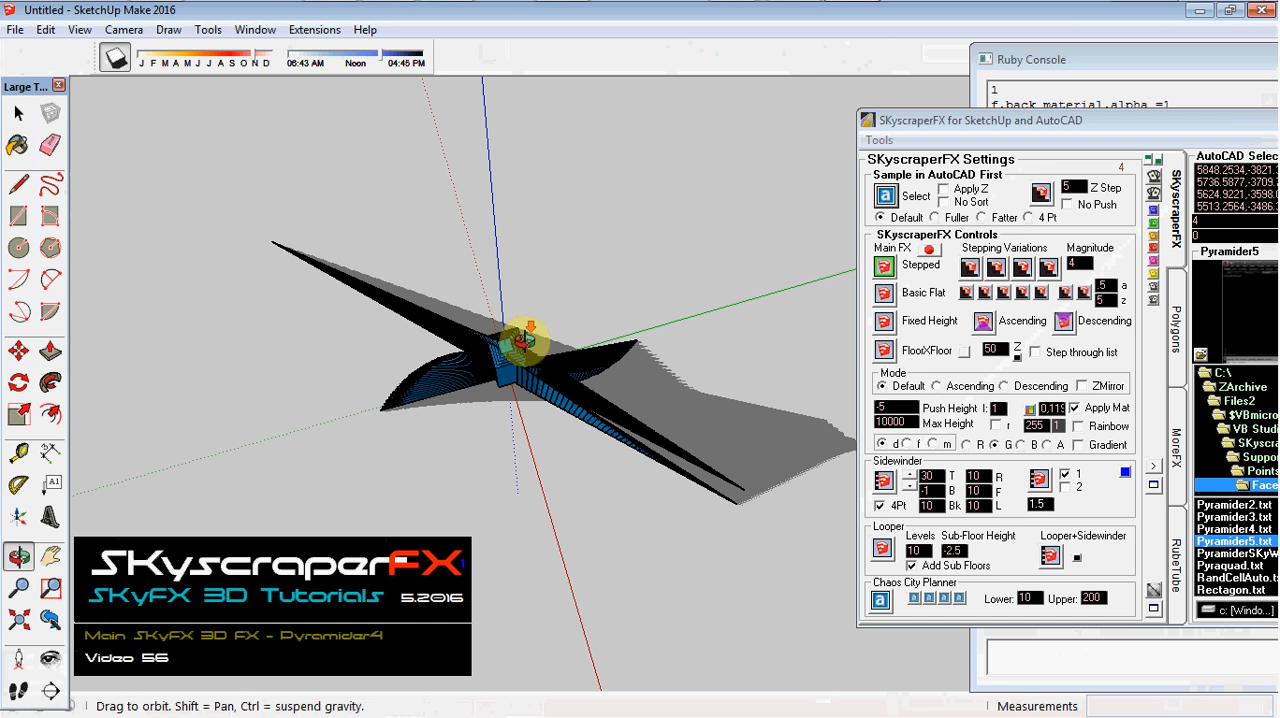 Untitled - SketchUp Make 2016
File Edit View Camera Draw Tools Window Extensions Help
J F M A M J J A S O N D 06:43 AM Noon 04:45 PM
Large T...
Ruby Console
1
f.back_material.alpha =1
SKyscraperFX for SketchUp and AutoCAD
Tools
SKyscraperFX Settings
4
Sample in AutoCAD First
Select Apply Z 5 Z Step
No Sort No Push
Default Fuller Fatter 4 Pt
SKyscraperFX Controls
Main FX Stepping Variations Magnitude
Stepped 4
Basic Flat .5 a
5 z
Fixed Height Ascending Descending
FloorXFloor 50 Z Step through list
Mode
Default Ascending Descending ZMirror
-5 Push Height I: 1 0,119 Apply Mat
10000 Max Height r 255 1 Rainbow
d f m R G B A Gradient
Sidewinder
30 T 10 R 1
-1 B 10 F 2
4Pt 10 Bk 10 L 1.5
Looper
Levels Sub-Floor Height Looper+Sidewinder
10 -2.5
Add Sub Floors
Chaos City Planner
Lower: 10 Upper: 200
SKyscraperFX
Polygons
MoreFX
RubeTube
AutoCAD Selec
5848.2534,-3821.
5736.5877,-3709.
5624.9221,-3598.
5513.2564,-3486.
4
0
Pyramider5
C:\
ZArchive
Files2
$VBmicro
VB Studi
SKyscra
Suppo
Points
Face
Pyramider2.txt
Pyramider3.txt
Pyramider4.txt
Pyramider5.txt
PyramiderSKyW
Pyraquad.txt
RandCellAuto.t
Rectagon.txt
c: [Windo...]
A1
SKyscraperFX
SKyFX 3D Tutorials 5.2016
Main SKyFX 3D FX - Pyramider4
Video 56
Drag to orbit. Shift = Pan, Ctrl = suspend gravity.
Measurements